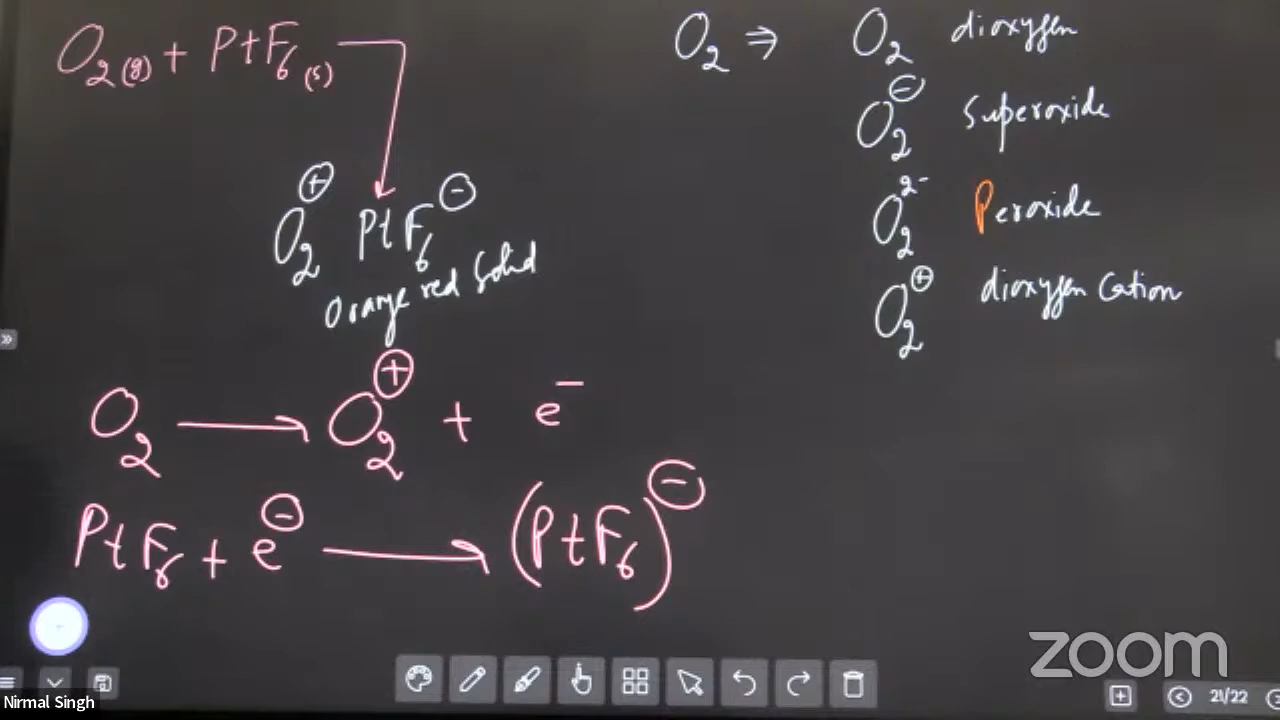 O₂(g) + PtF₆(s)
O₂⊕ PtF₆⊖
Orange red solid
O₂ ⟶ O₂⊕ + e⁻
PtF₆ + e⊖ ⟶ (PtF₆)⊖
O₂ ⇒ O₂ dioxygen
O₂⊖ Superoxide
O₂²⁻ Peroxide
O₂⊕ dioxygen Cation
zoom
Nirmal Singh
21/22